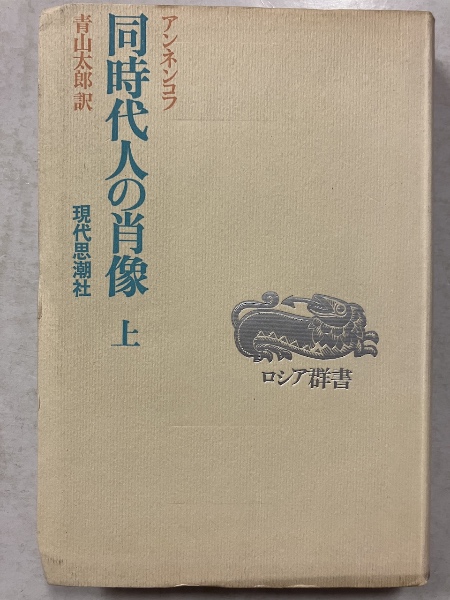 アンネンコフ
同時代人の肖像 上
青山太郎 訳
現代思潮社
ロシア群書